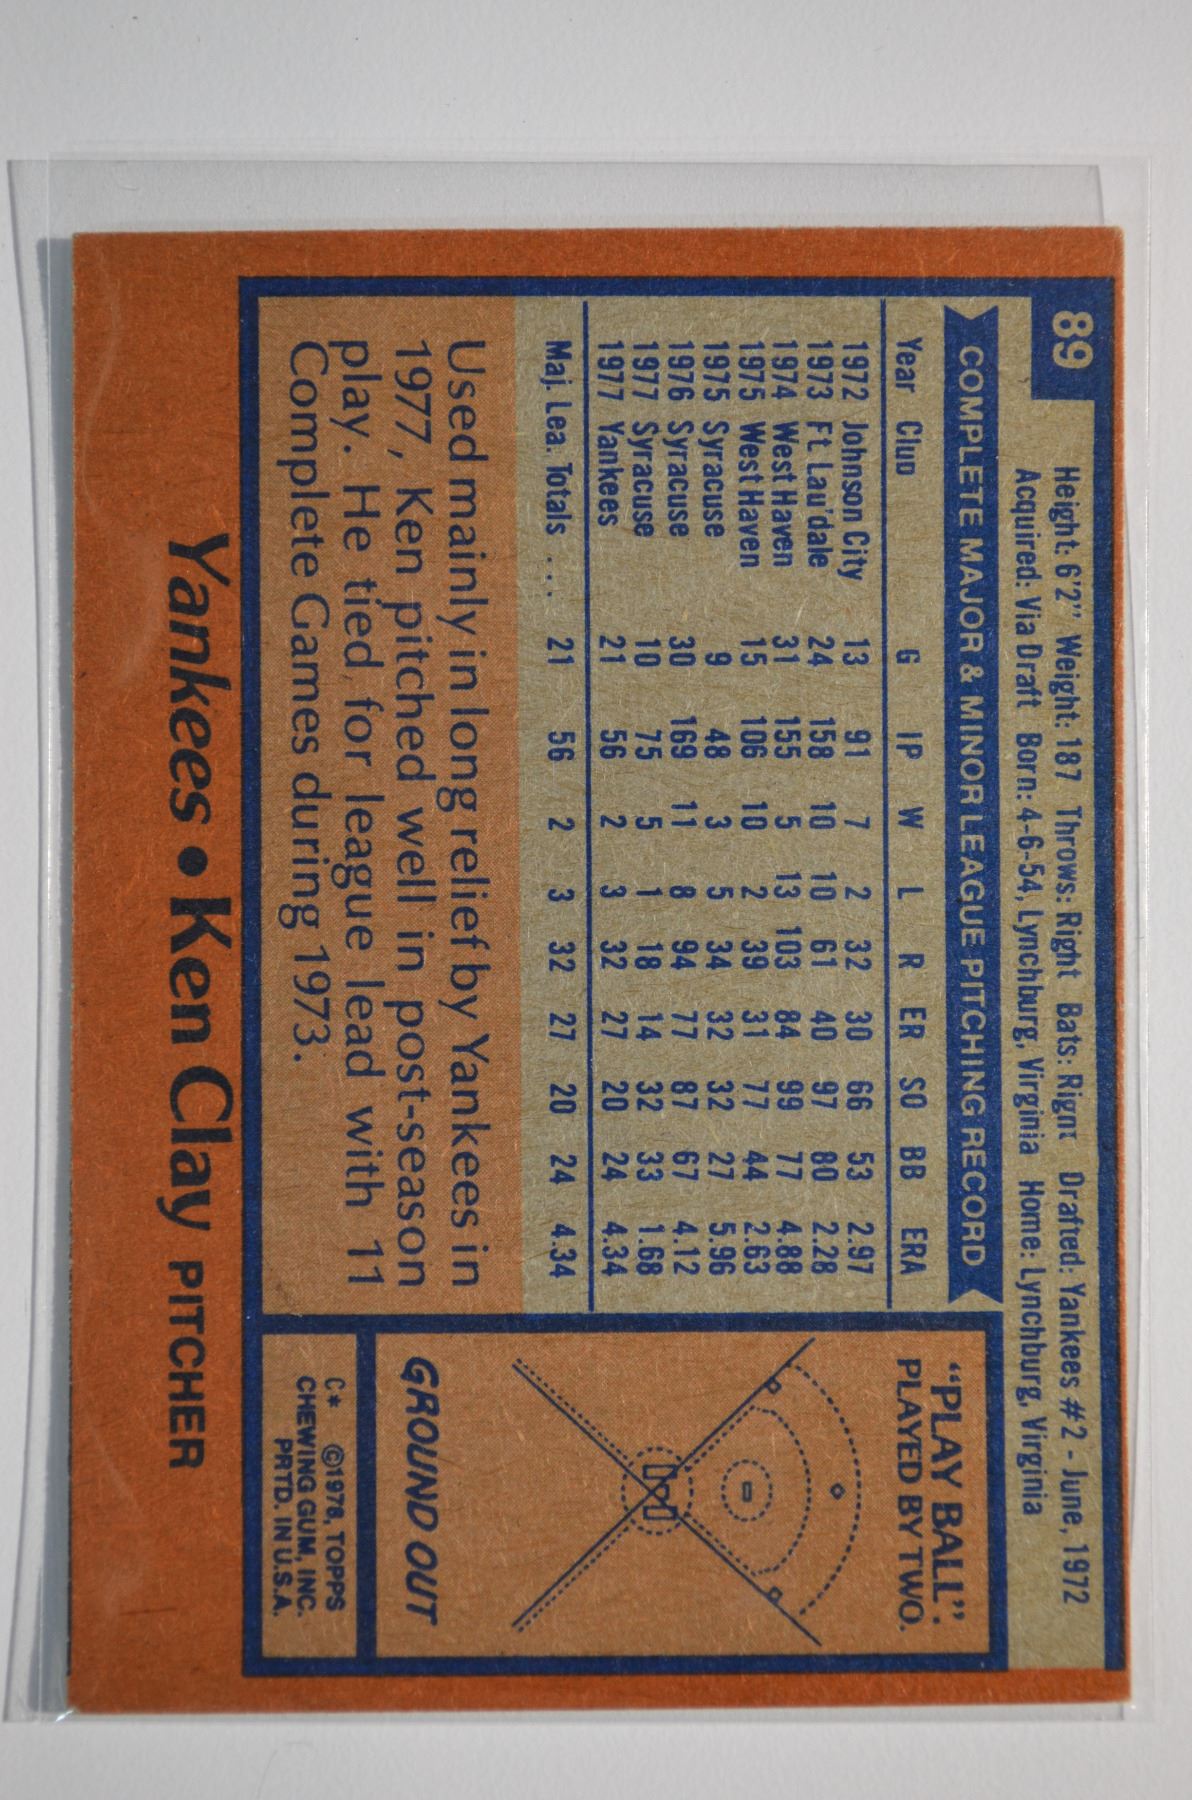 89
Height: 6'2" Weight: 187 Throws: Right Bats: Right Drafted: Yankees #2 - June, 1972
Acquired: Via Draft Born: 4-6-54, Lynchburg, Virginia Home: Lynchburg, Virginia
COMPLETE MAJOR & MINOR LEAGUE PITCHING RECORD
Year Club G IP W L R ER SO BB ERA
1972 Johnson City 13 91 7 2 32 30 66 53 2.97
1973 Ft. Lau'dale 24 158 10 10 61 40 97 80 2.28
1974 West Haven 31 155 5 13 103 84 99 77 4.88
1975 West Haven 15 106 10 2 39 31 77 44 2.63
1975 Syracuse 9 48 3 5 34 32 32 27 5.96
1976 Syracuse 30 169 11 8 94 77 87 67 4.12
1977 Syracuse 10 75 5 1 18 14 32 33 1.68
1977 Yankees 21 56 2 3 32 27 20 24 4.34
Maj. Lea. Totals ... 21 56 2 3 32 27 20 24 4.34
Used mainly in long relief by Yankees in
1977, Ken pitched well in post-season
play. He tied for league lead with 11
Complete Games during 1973.
"PLAY BALL":
PLAYED BY TWO.
GROUND OUT
C* ©1978, TOPPS
CHEWING GUM, INC.
PRTD. IN U.S.A.
Yankees • Ken Clay PITCHER